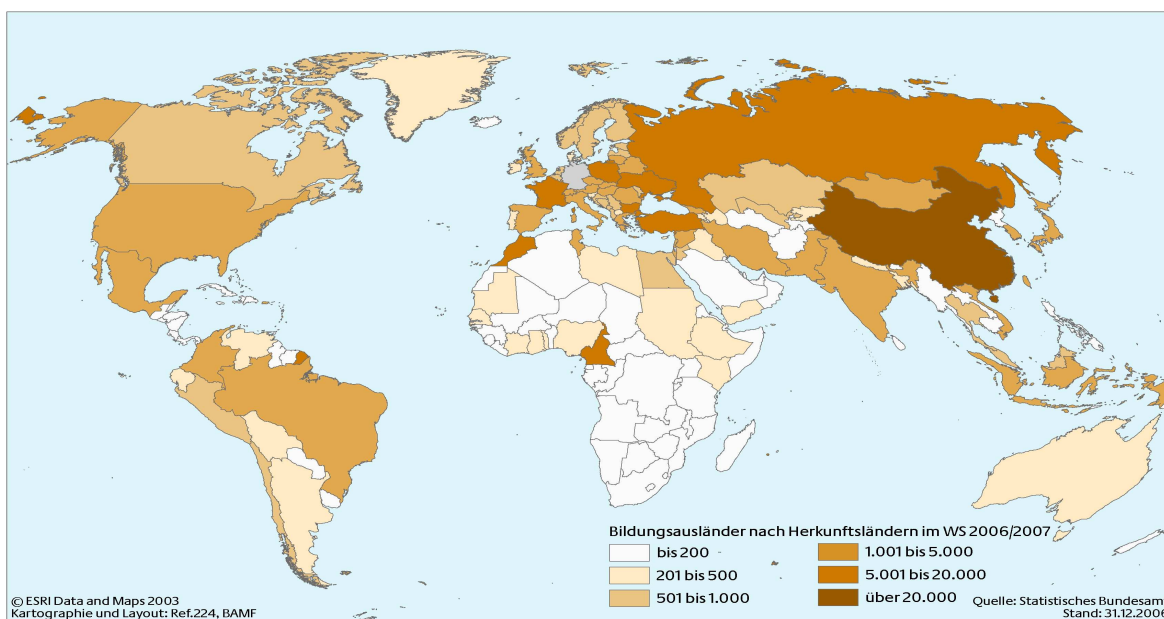 Bildungsausländer nach Herkunftsländern im WS 2006/2007
bis 200
201 bis 500
501 bis 1.000
1.001 bis 5.000
5.001 bis 20.000
über 20.000
© ESRI Data and Maps 2003
Kartographie und Layout: Ref.224, BAMF
Quelle: Statistisches Bundesam
Stand: 31.12.2006